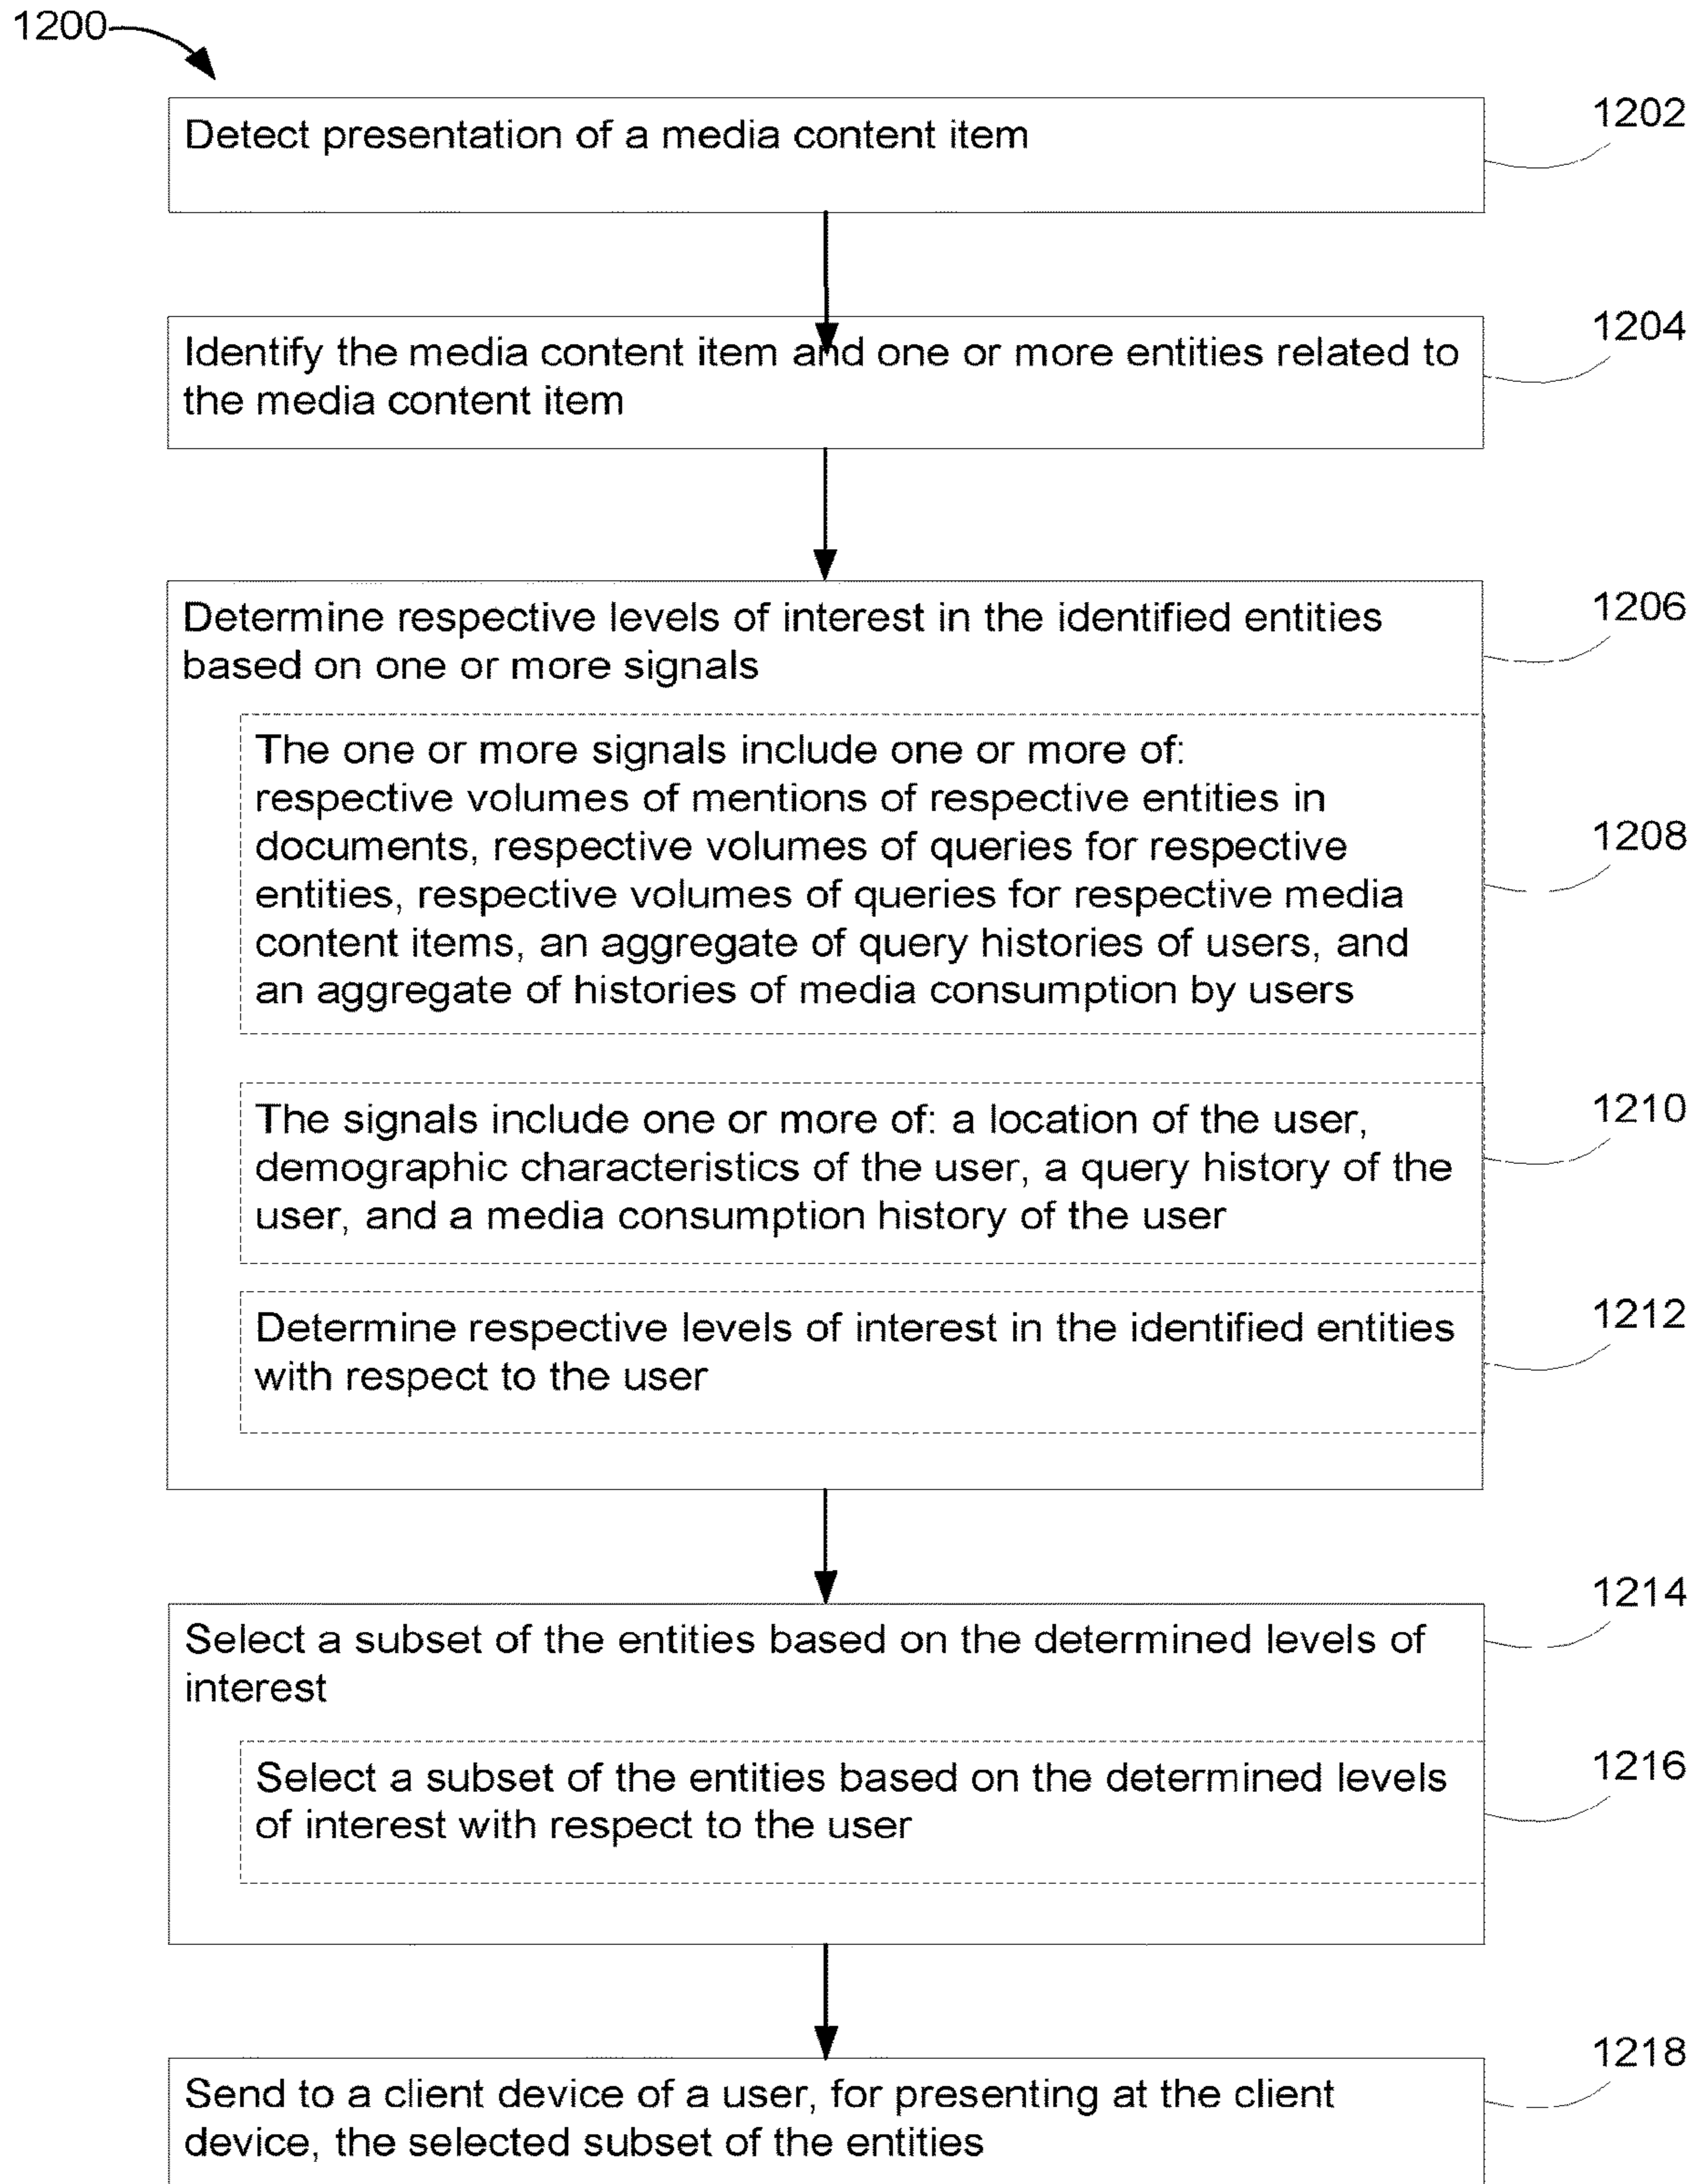 1200
Detect presentation of a media content item
1202
Identify the media content item and one or more entities related to
the media content item
1204
Determine respective levels of interest in the identified entities
based on one or more signals
1206
The one or more signals include one or more of:
respective volumes of mentions of respective entities in
documents, respective volumes of queries for respective
entities, respective volumes of queries for respective media
content items, an aggregate of query histories of users, and
an aggregate of histories of media consumption by users
1208
The signals include one or more of: a location of the user,
demographic characteristics of the user, a query history of the
user, and a media consumption history of the user
1210
Determine respective levels of interest in the identified entities
with respect to the user
1212
Select a subset of the entities based on the determined levels of
interest
1214
Select a subset of the entities based on the determined levels
of interest with respect to the user
1216
Send to a client device of a user, for presenting at the client
device, the selected subset of the entities
1218